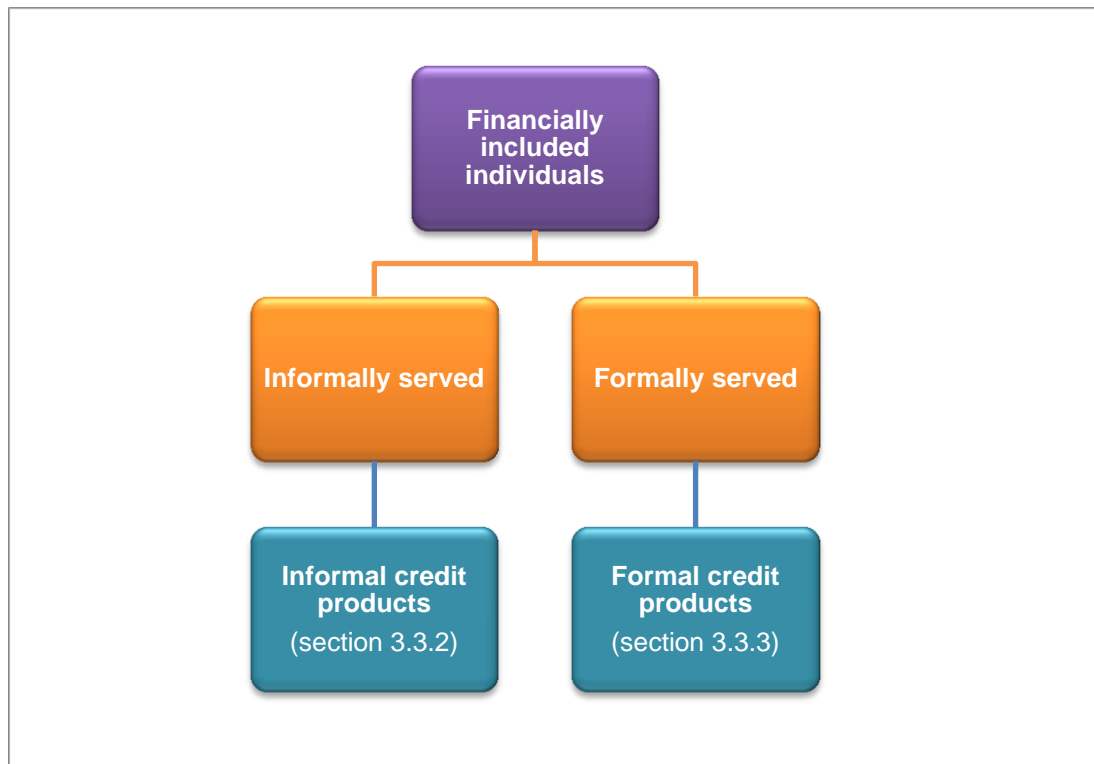 Financially
included
individuals
Informally served
Formally served
Informal credit
products
(section 3.3.2)
Formal credit
products
(section 3.3.3)